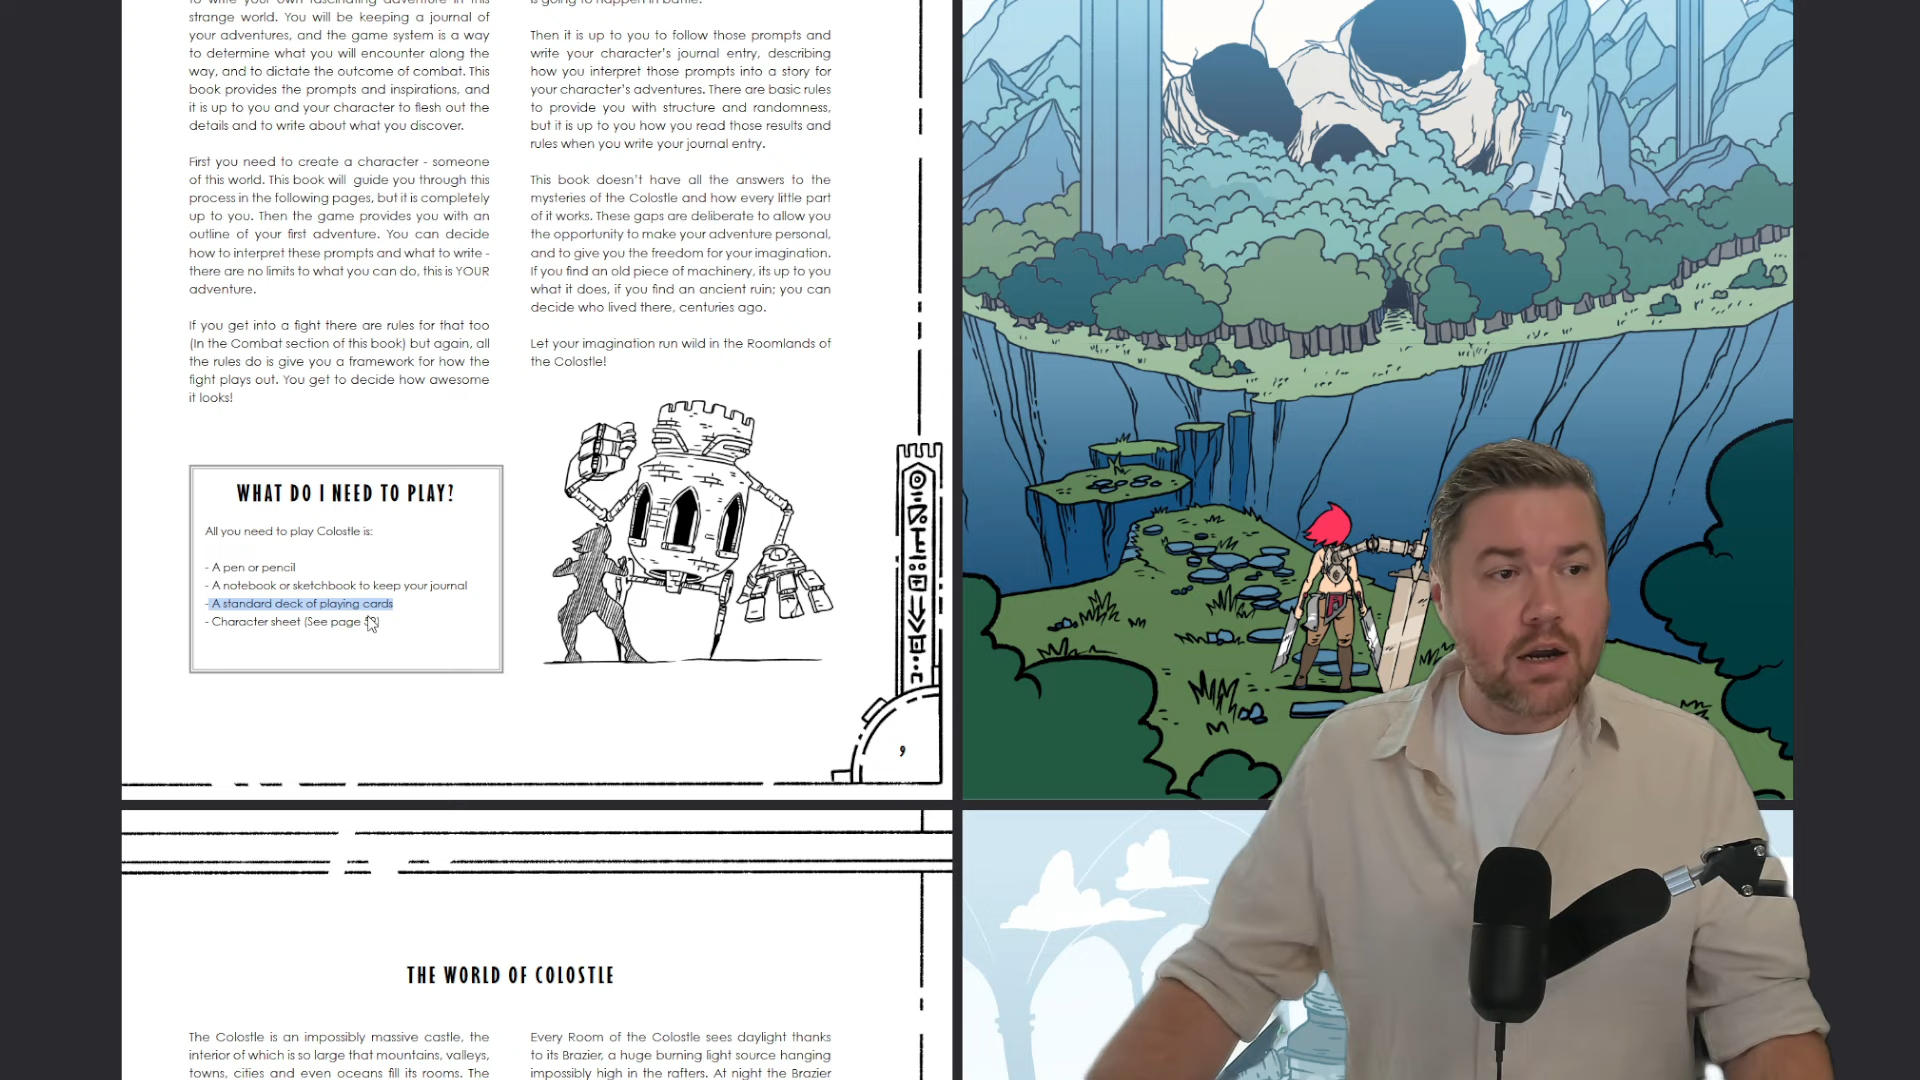 to write your own fascinating adventure in this
strange world. You will be keeping a journal of
your adventures, and the game system is a way
to determine what you will encounter along the
way, and to dictate the outcome of combat. This
book provides the prompts and inspirations, and
it is up to you and your character to flesh out the
details and to write about what you discover.
First you need to create a character - someone
of this world. This book will guide you through this
process in the following pages, but it is completely
up to you. Then the game provides you with an
outline of your first adventure. You can decide
how to interpret these prompts and what to write -
there are no limits to what you can do, this is YOUR
adventure.
If you get into a fight there are rules for that too
(In the Combat section of this book) but again, all
the rules do is give you a framework for how the
fight plays out. You get to decide how awesome
it looks!
WHAT DO I NEED TO PLAY?
All you need to play Colostle is:
- A pen or pencil
- A notebook or sketchbook to keep your journal
- A standard deck of playing cards
- Character sheet (See page
is going to happen in battle.
Then it is up to you to follow those prompts and
write your character's journal entry, describing
how you interpret those prompts into a story for
your character's adventures. There are basic rules
to provide you with structure and randomness,
but it is up to you how you read those results and
rules when you write your journal entry.
This book doesn't have all the answers to the
mysteries of the Colostle and how every little part
of it works. These gaps are deliberate to allow you
the opportunity to make your adventure personal,
and to give you the freedom for your imagination.
If you find an old piece of machinery, its up to you
what it does, if you find an ancient ruin; you can
decide who lived there, centuries ago.
Let your imagination run wild in the Roomlands of
the Colostle!
9
THE WORLD OF COLOSTLE
The Colostle is an impossibly massive castle, the
interior of which is so large that mountains, valleys,
towns, cities and even oceans fill its rooms. The
Every Room of the Colostle sees daylight thanks
to its Brazier, a huge burning light source hanging
impossibly high in the rafters. At night the Brazier